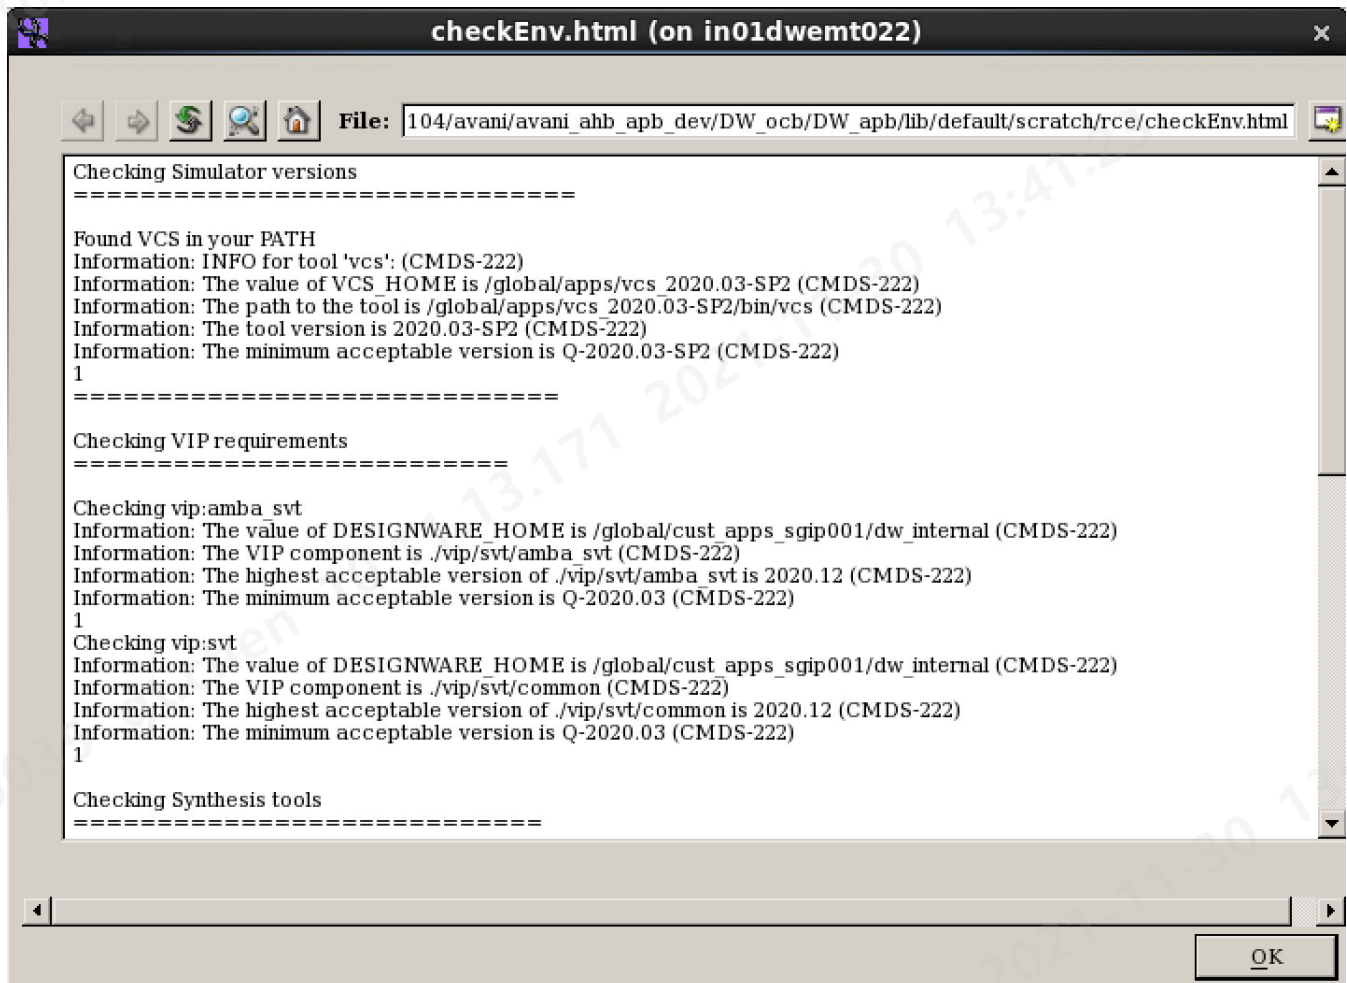 checkEnv.html (on in01dwemt022)
File: 104/avani/avani_ahb_apb_dev/DW_ocb/DW_apb/lib/default/scratch/rce/checkEnv.html
Checking Simulator versions
==============================
Found VCS in your PATH
Information: INFO for tool 'vcs': (CMDS-222)
Information: The value of VCS_HOME is /global/apps/vcs_2020.03-SP2 (CMDS-222)
Information: The path to the tool is /global/apps/vcs_2020.03-SP2/bin/vcs (CMDS-222)
Information: The tool version is 2020.03-SP2 (CMDS-222)
Information: The minimum acceptable version is Q-2020.03-SP2 (CMDS-222)
1
=============================
Checking VIP requirements
==========================
Checking vip:amba_svt
Information: The value of DESIGNWARE_HOME is /global/cust_apps_sgip001/dw_internal (CMDS-222)
Information: The VIP component is ./vip/svt/amba_svt (CMDS-222)
Information: The highest acceptable version of ./vip/svt/amba_svt is 2020.12 (CMDS-222)
Information: The minimum acceptable version is Q-2020.03 (CMDS-222)
1
Checking vip:svt
Information: The value of DESIGNWARE_HOME is /global/cust_apps_sgip001/dw_internal (CMDS-222)
Information: The VIP component is ./vip/svt/common (CMDS-222)
Information: The highest acceptable version of ./vip/svt/common is 2020.12 (CMDS-222)
Information: The minimum acceptable version is Q-2020.03 (CMDS-222)
1
Checking Synthesis tools
============================
OK